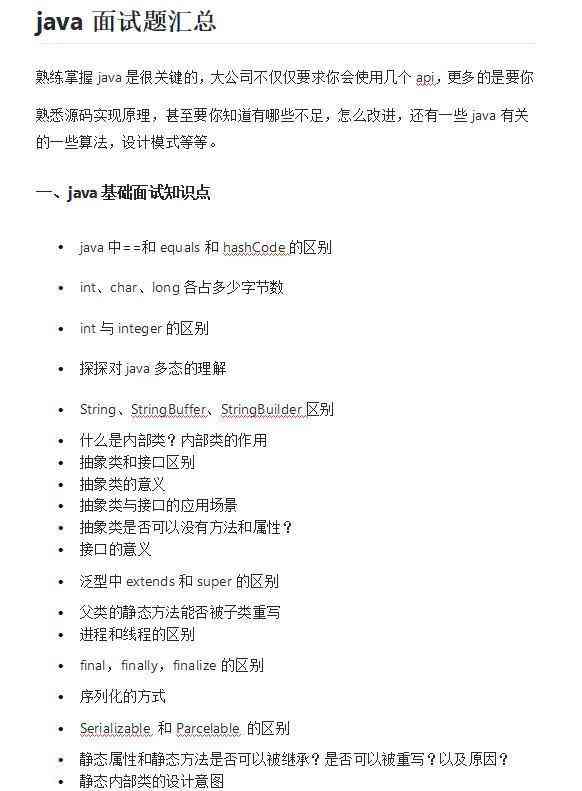 java 面试题汇总
熟练掌握 java 是很关键的，大公司不仅仅要求你会使用几个 api，更多的是要你
熟悉源码实现原理，甚至要你知道有哪些不足，怎么改进，还有一些 java 有关
的一些算法，设计模式等等。
一、java 基础面试知识点
• java 中==和 equals 和 hashCode 的区别
• int、char、long 各占多少字节数
• int 与 integer 的区别
• 探探对 java 多态的理解
• String、StringBuffer、StringBuilder 区别
• 什么是内部类？内部类的作用
• 抽象类和接口区别
• 抽象类的意义
• 抽象类与接口的应用场景
• 抽象类是否可以没有方法和属性？
• 接口的意义
• 泛型中 extends 和 super 的区别
• 父类的静态方法能否被子类重写
• 进程和线程的区别
• final，finally，finalize 的区别
• 序列化的方式
• Serializable 和 Parcelable 的区别
• 静态属性和静态方法是否可以被继承？是否可以被重写？以及原因？
• 静态内部类的设计意图